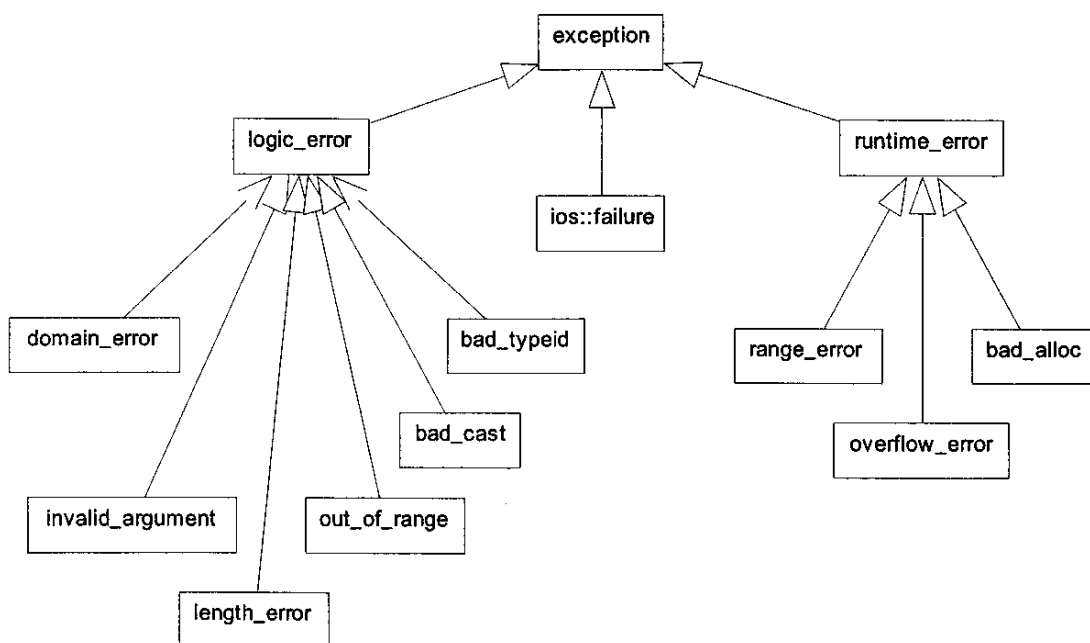 exception
logic_error
runtime_error
ios::failure
domain_error
bad_typeid
range_error
bad_alloc
bad_cast
overflow_error
invalid_argument
out_of_range
length_error